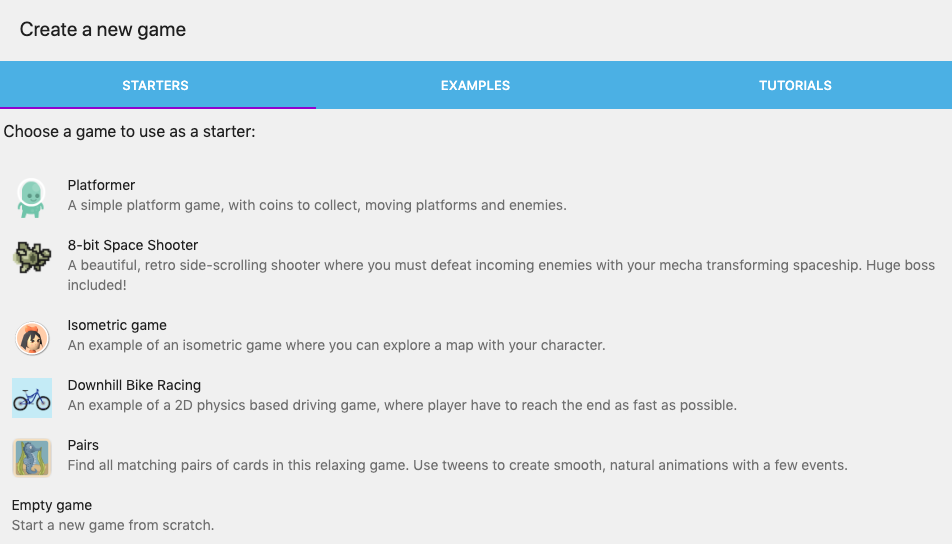 Create a new game
STARTERS
EXAMPLES
TUTORIALS
Choose a game to use as a starter:
Platformer
A simple platform game, with coins to collect, moving platforms and enemies.
8-bit Space Shooter
A beautiful, retro side-scrolling shooter where you must defeat incoming enemies with your mecha transforming spaceship. Huge boss
included!
Isometric game
An example of an isometric game where you can explore a map with your character.
Downhill Bike Racing
An example of a 2D physics based driving game, where player have to reach the end as fast as possible.
Pairs
Find all matching pairs of cards in this relaxing game. Use tweens to create smooth, natural animations with a few events.
Empty game
Start a new game from scratch.